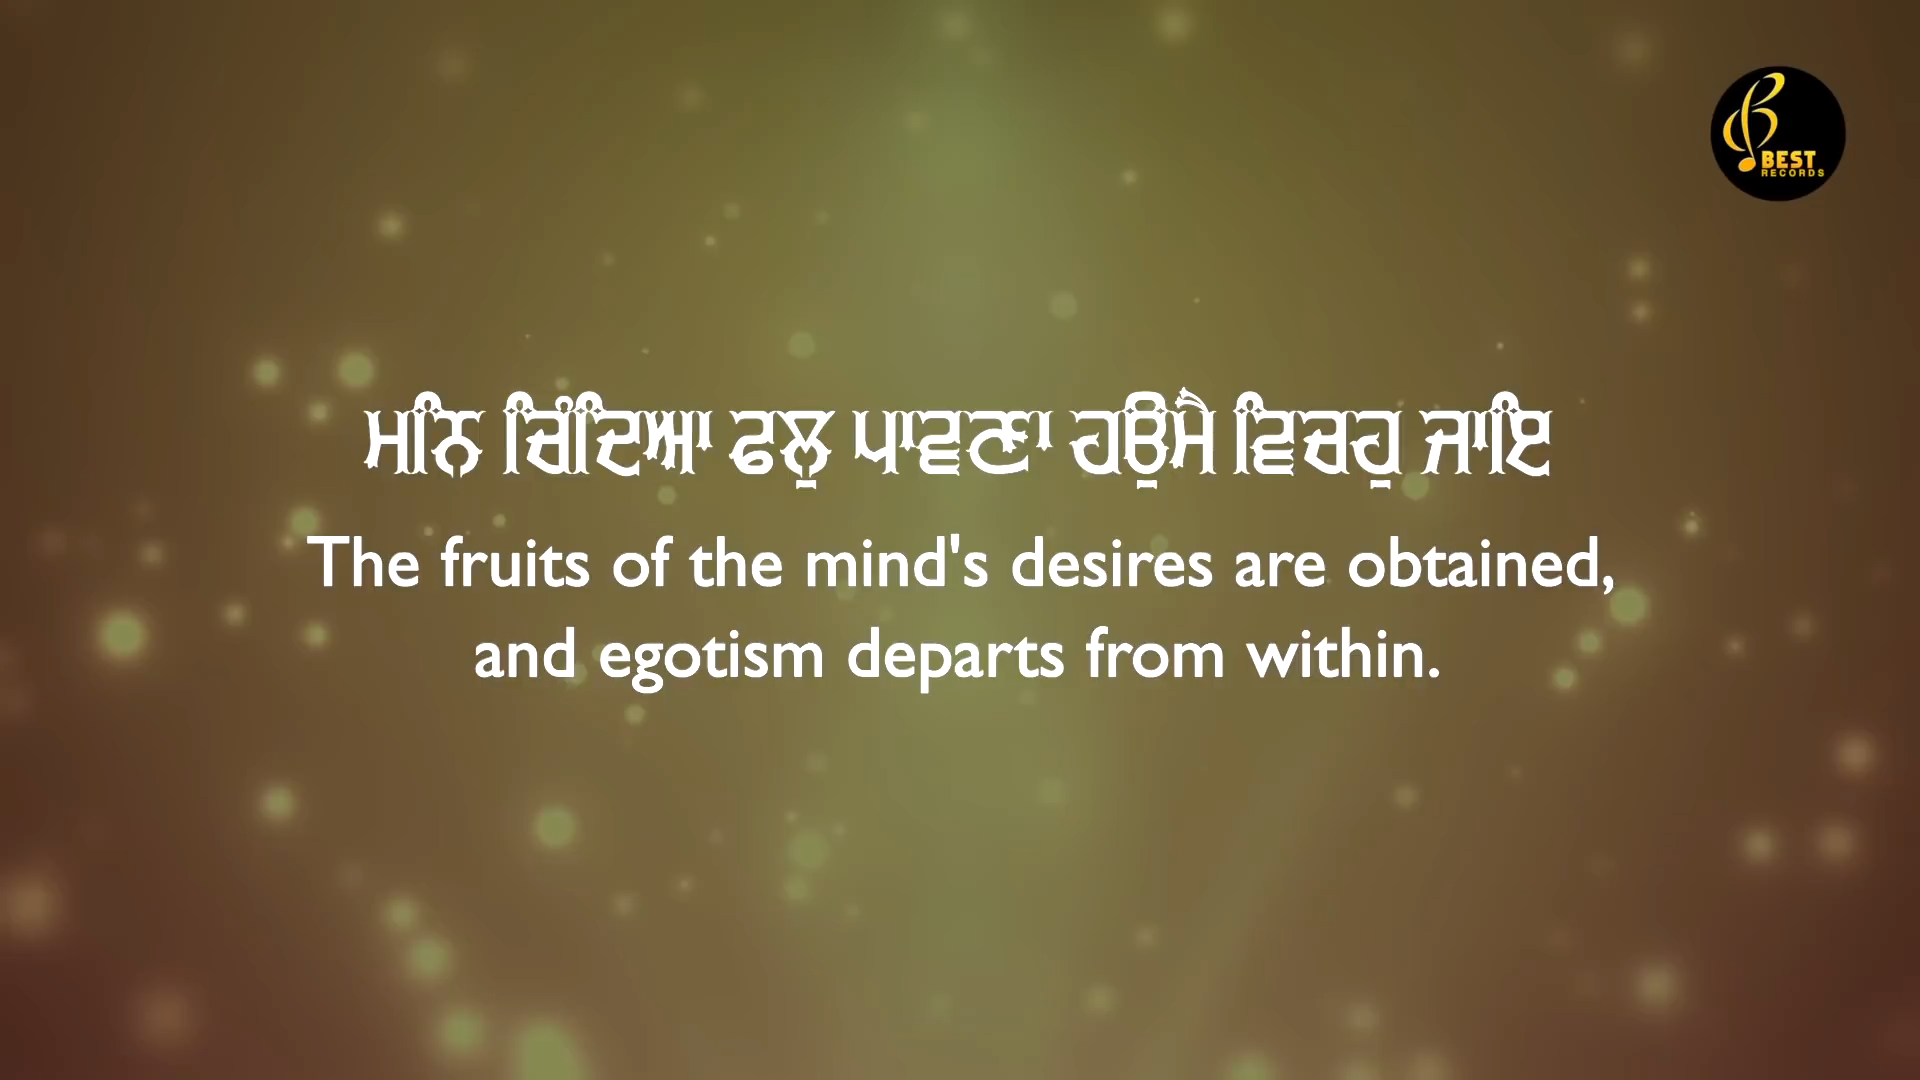 BEST
RECORDS
ਮਨਿ ਚਿੰਦਿਆ ਫਲੁ ਪਾਵਣਾ ਹਉਮੈ ਵਿਚਹੁ ਜਾਇ
The fruits of the mind's desires are obtained,
and egotism departs from within.